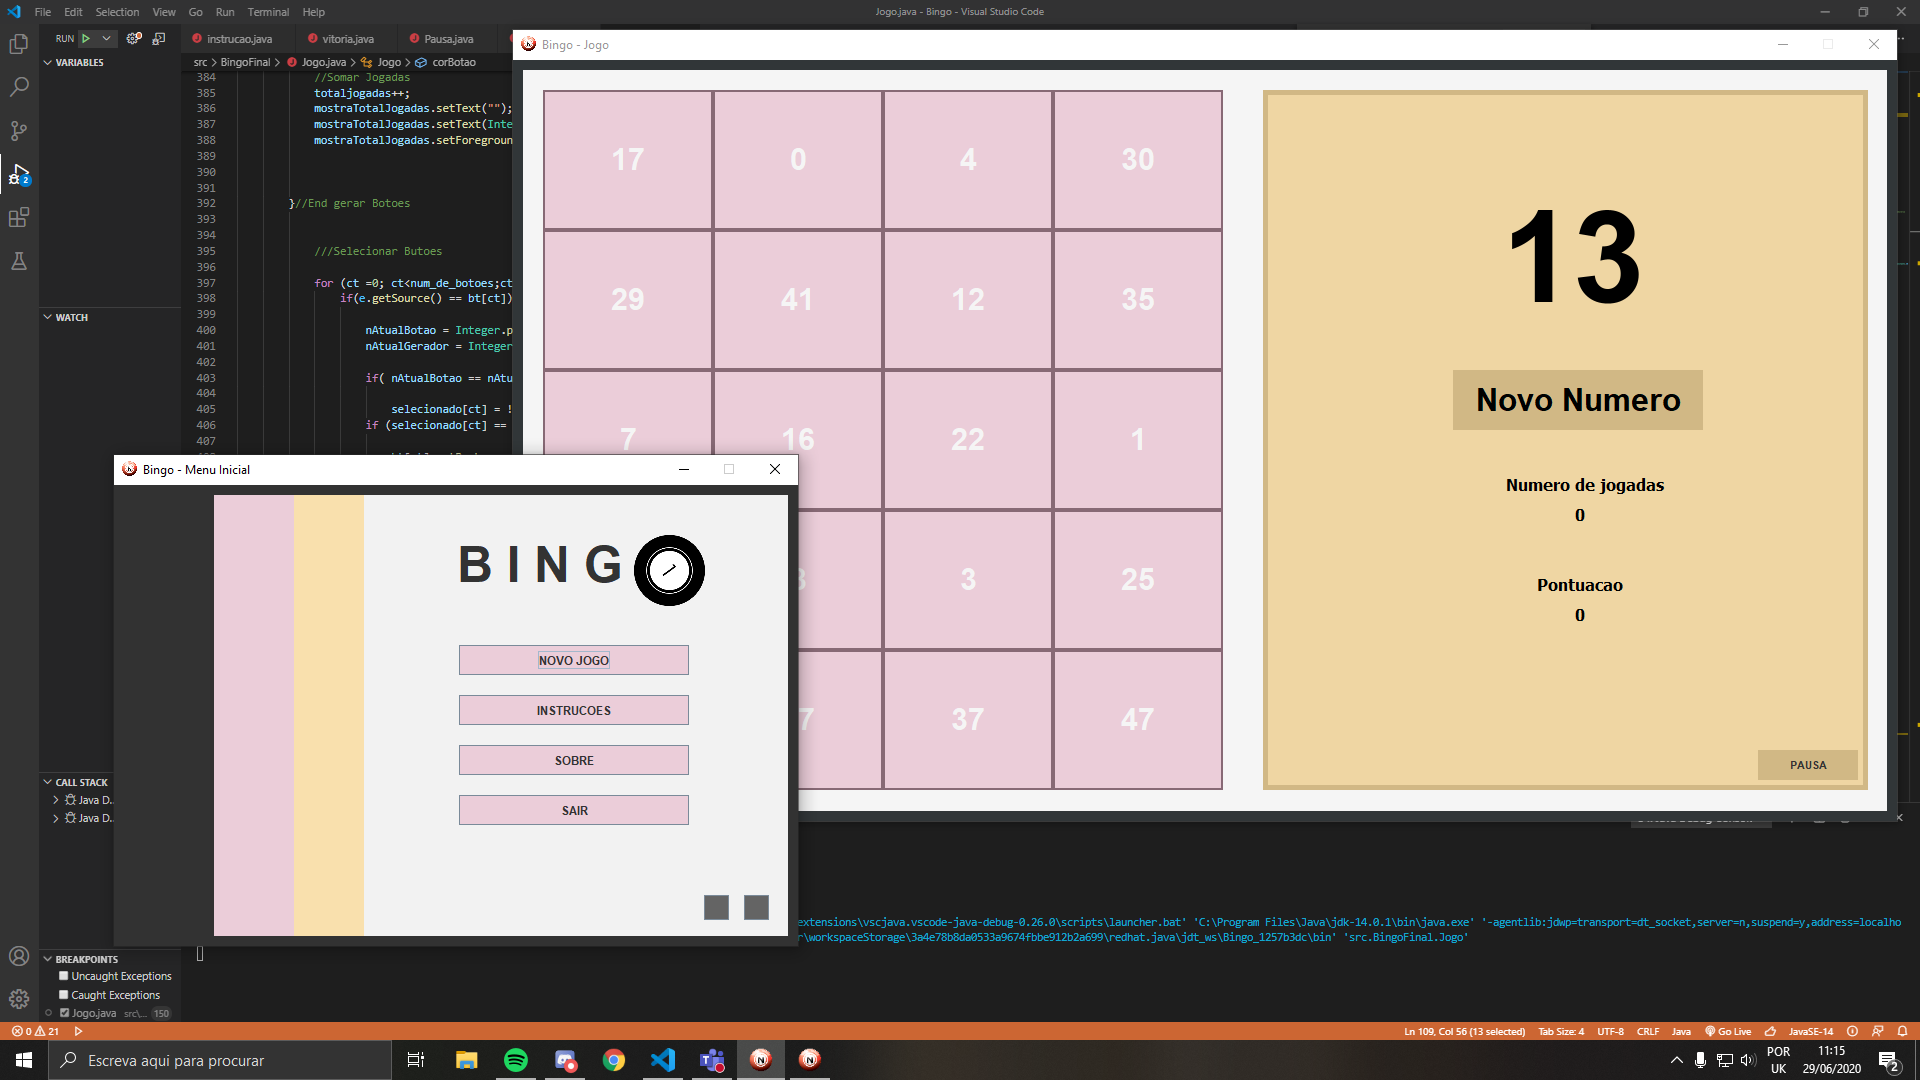 File Edit Selection View Go Run Terminal Help
Jogo.java - Bingo - Visual Studio Code
RUN
instrucao.java
vitoria.java
Pausa.java
src > BingoFinal > Jogo.java > Jogo > corBotao
VARIABLES
WATCH
CALL STACK
Java D...
Java D...
BREAKPOINTS
Uncaught Exceptions
Caught Exceptions
Jogo.java src\... 150
384 //Somar Jogadas
385 totaljogadas++;
386 mostraTotalJogadas.setText("");
387 mostraTotalJogadas.setText(Inte
388 mostraTotalJogadas.setForegroun
389
390
391
392 }//End gerar Botoes
393
394
395 ///Selecionar Butoes
396
397 for (ct =0; ct<num_de_botoes;ct
398 if(e.getSource() == bt[ct])
399
400 nAtualBotao = Integer.p
401 nAtualGerador = Integer
402
403 if( nAtualBotao == nAtu
404
405 selecionado[ct] = !
406 if (selecionado[ct] ==
407
Bingo - Jogo
17 0 4 30
29 41 12 35
7 16 22 1
3 25
37 47
13
Novo Numero
Numero de jogadas
0
Pontuacao
0
PAUSA
Bingo - Menu Inicial
B I N G
NOVO JOGO
INSTRUCOES
SOBRE
SAIR
extensions\vscjava.vscode-java-debug-0.26.0\scripts\launcher.bat' 'C:\Program Files\Java\jdk-14.0.1\bin\java.exe' '-agentlib:jdwp=transport=dt_socket,server=n,suspend=y,address=localho
r\workspaceStorage\3a4e78b8da0533a9674fbbe912b2a699\redhat.java\jdt_ws\Bingo_1257b3dc\bin' 'src.BingoFinal.Jogo'
0 21
Ln 109, Col 56 (13 selected) Tab Size: 4 UTF-8 CRLF Java Go Live JavaSE-14
Escreva aqui para procurar
POR
UK
11:15
29/06/2020
2